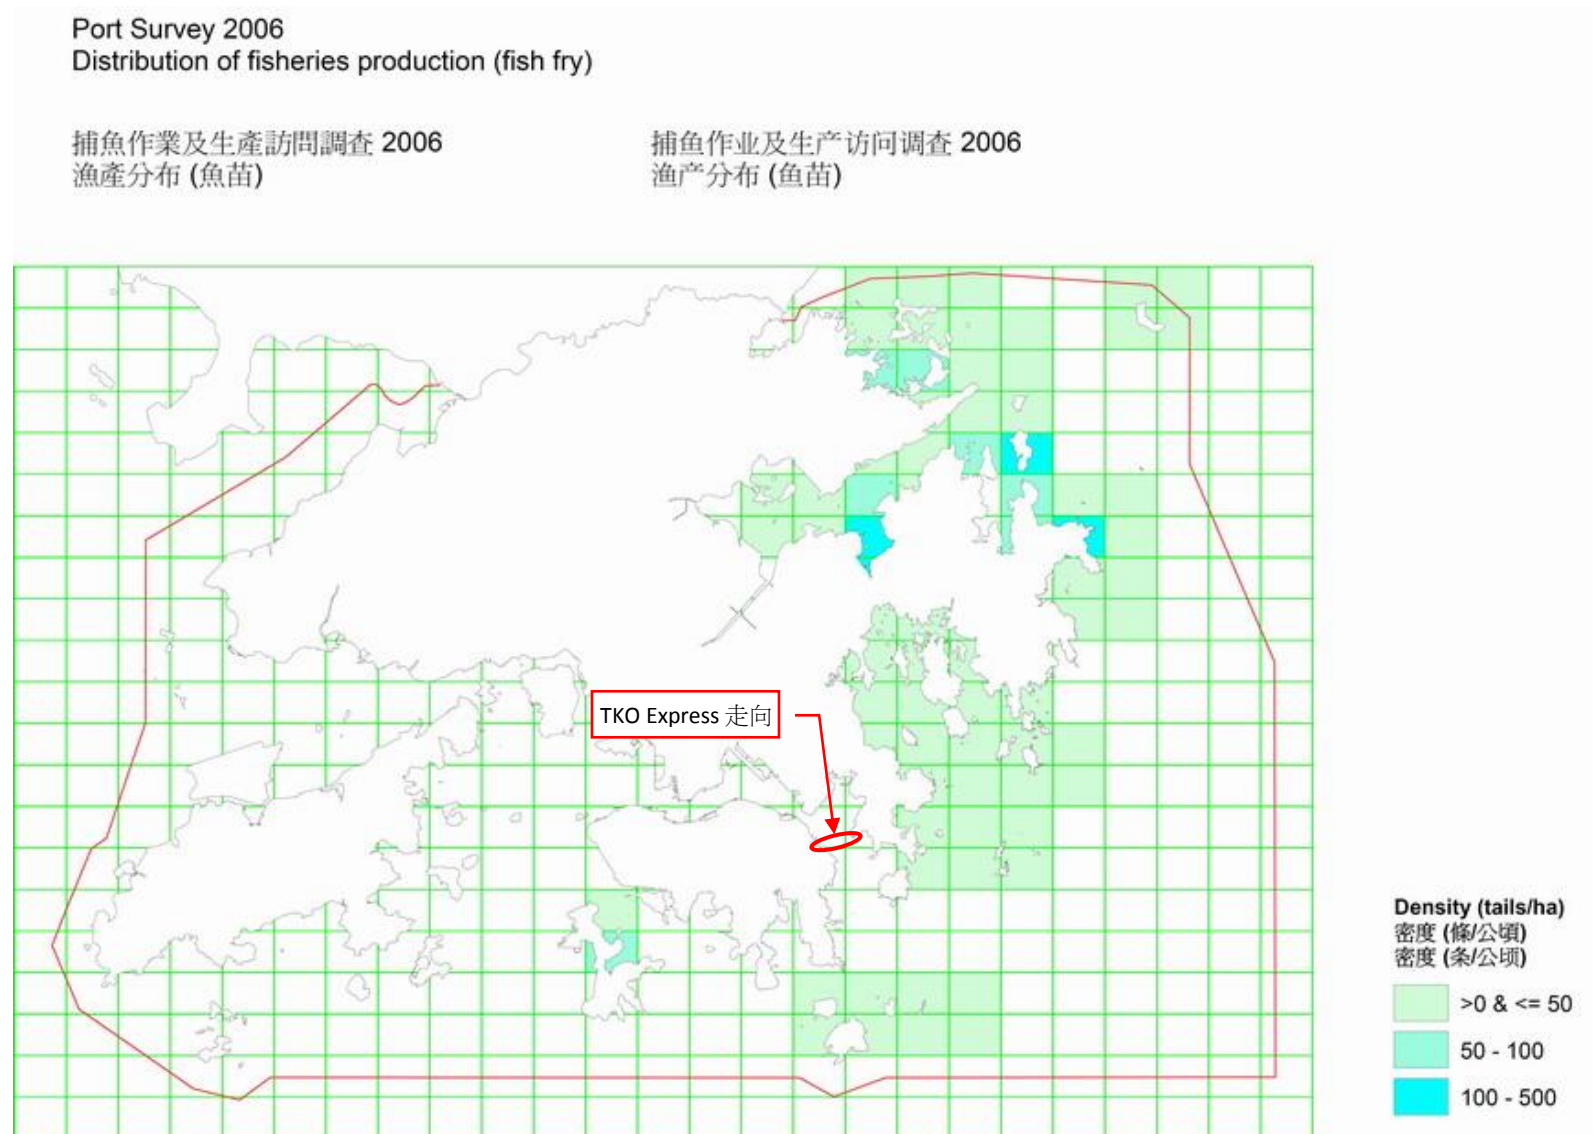 Port Survey 2006
Distribution of fisheries production (fish fry)
捕魚作業及生產訪問調查 2006
漁產分布 (魚苗)
捕鱼作业及生产访问调查 2006
渔产分布 (鱼苗)
TKO Express 走向
Density (tails/ha)
密度 (條/公頃)
密度 (条/公顷)
>0 & <= 50
50 - 100
100 - 500